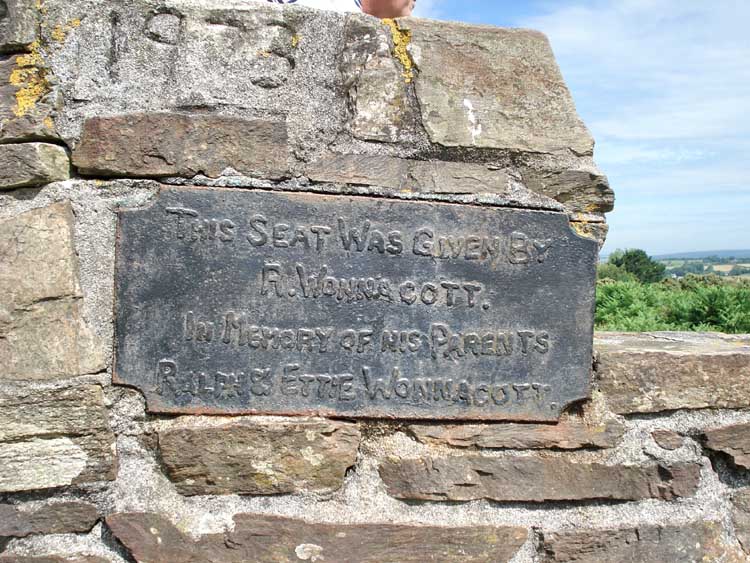 THIS SEAT WAS GIVEN BY
R. WONNACOTT.
IN MEMORY OF HIS PARENTS
RALPH & ETTIE WONNACOTT.